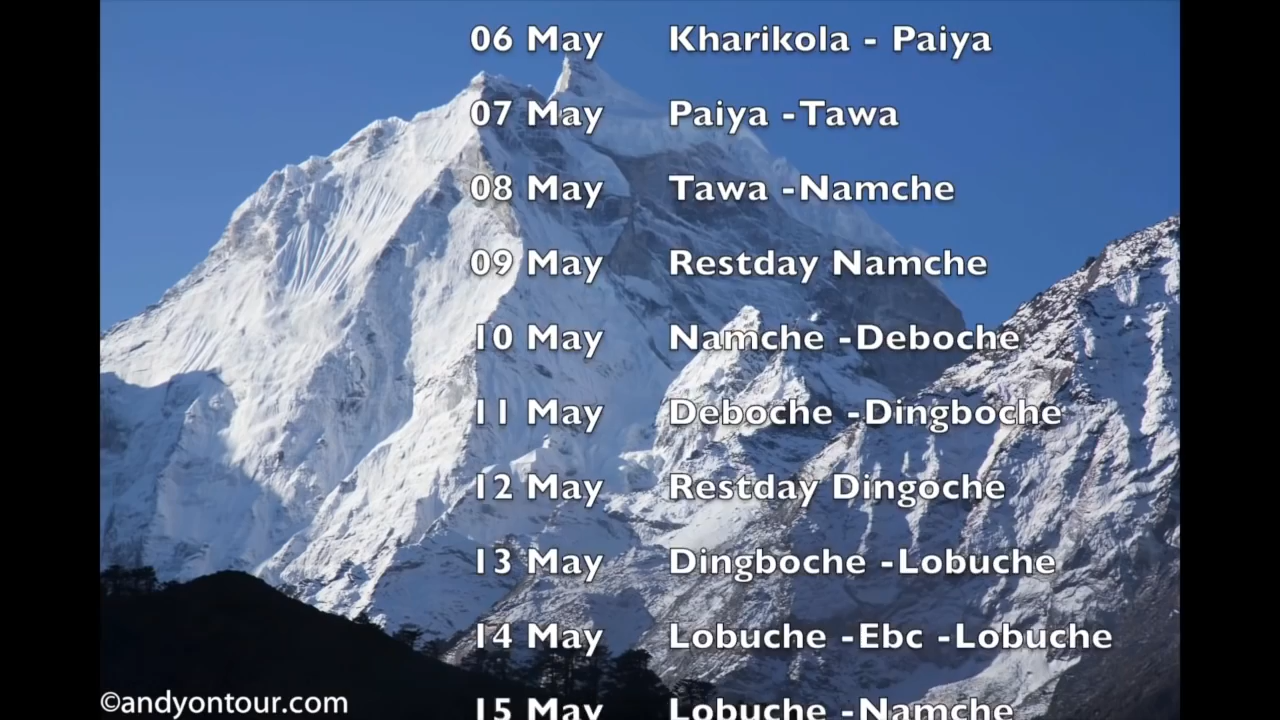 06 May Kharikola - Paiya
07 May Paiya -Tawa
08 May Tawa -Namche
09 May Restday Namche
10 May Namche -Deboche
11 May Deboche -Dingboche
12 May Restday Dingoche
13 May Dingboche -Lobuche
14 May Lobuche -Ebc -Lobuche
15 May Lobuche -Namche
©andyontour.com